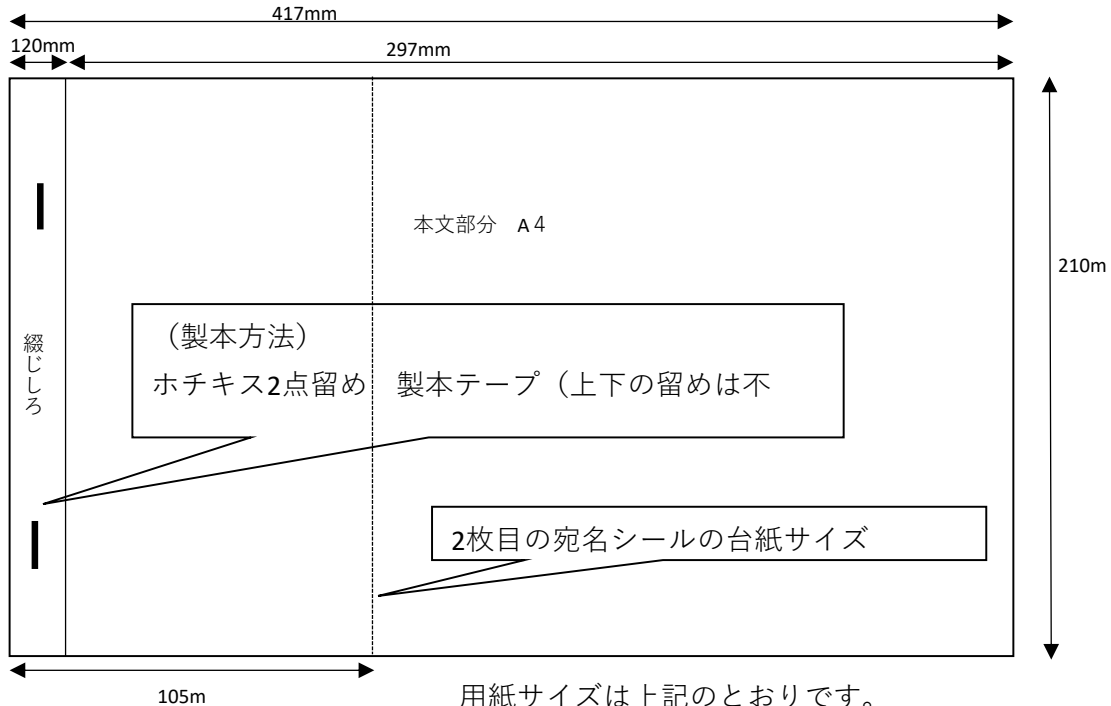 417mm
120mm
297mm
本文部分　A４
210m
綴じしろ
（製本方法）
ホチキス2点留め　製本テープ（上下の留めは不
2枚目の宛名シールの台紙サイズ
105m
用紙サイズは上記のとおりです。